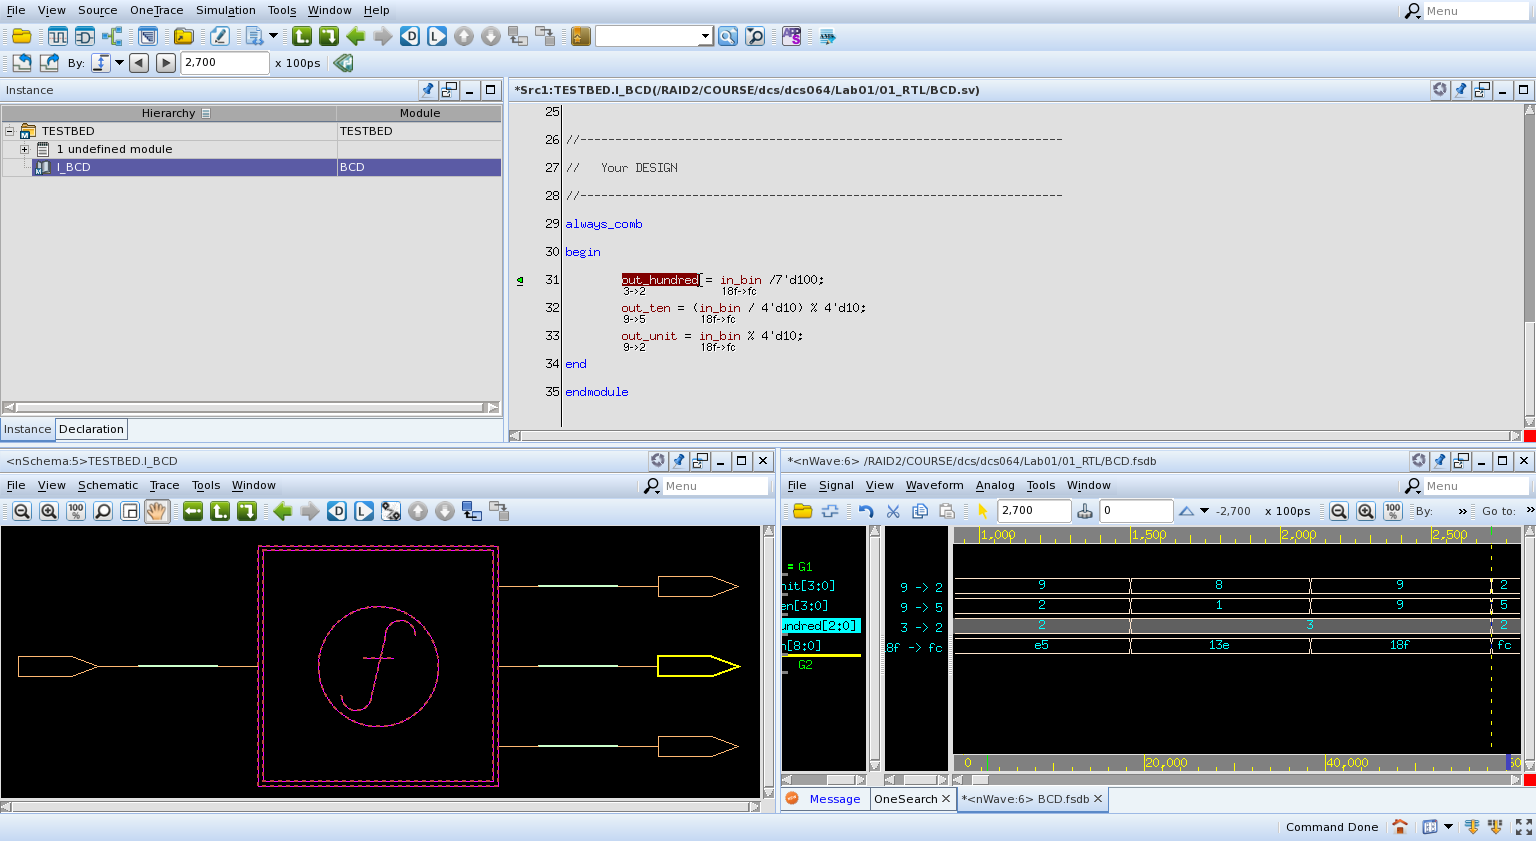 File View Source OneTrace Simulation Tools Window Help
Menu
By: 2,700 x 100ps
Instance
Hierarchy Module
TESTBED TESTBED
1 undefined module
I_BCD BCD
Instance Declaration
*Src1:TESTBED.I_BCD(/RAID2/COURSE/dcs/dcs064/Lab01/01_RTL/BCD.sv)
25
26 //---------------------------------------------------------------------
27 // Your DESIGN
28 //---------------------------------------------------------------------
29 always_comb
30 begin
31 out_hundred = in_bin /7'd100;
3->2 18f->fc
32 out_ten = (in_bin / 4'd10) % 4'd10;
9->5 18f->fc
33 out_unit = in_bin % 4'd10;
9->2 18f->fc
34 end
35 endmodule
<nSchema:5>TESTBED.I_BCD
File View Schematic Trace Tools Window
Menu
100%
*<nWave:6> /RAID2/COURSE/dcs/dcs064/Lab01/01_RTL/BCD.fsdb
File Signal View Waveform Analog Tools Window
Menu
2,700 0 -2,700 x 100ps 100% By: » Go to: »
1,000 1,500 2,000 2,500
= G1
nit[3:0] 9 -> 2 9 8 9 2
en[3:0] 9 -> 5 2 1 9 5
undred[2:0] 3 -> 2 2 3 2
n[8:0] 8f -> fc e5 13e 18f fc
G2
0 20,000 40,000 60
Message OneSearch *<nWave:6> BCD.fsdb
Command Done